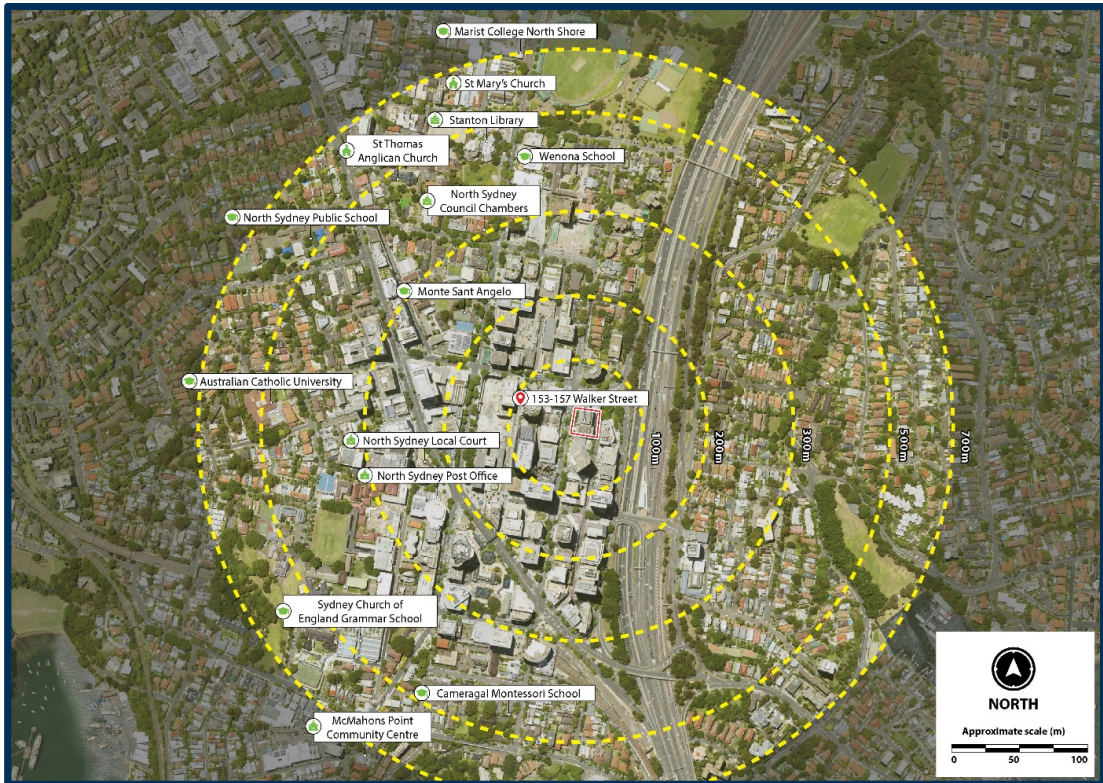 Marist College North Shore
St Mary's Church
Stanton Library
St Thomas
Anglican Church
Wenona School
North Sydney
Council Chambers
North Sydney Public School
Monte Sant Angelo
Australian Catholic University
153-157 Walker Street
North Sydney Local Court
North Sydney Post Office
100m
200m
300m
500m
700m
Sydney Church of
England Grammar School
Cameragal Montessori School
McMahons Point
Community Centre
NORTH
Approximate scale (m)
0 50 100